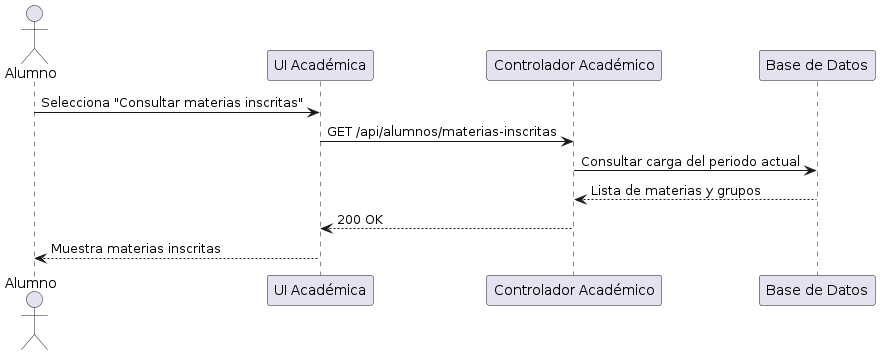 Alumno
UI Académica
Controlador Académico
Base de Datos
Selecciona "Consultar materias inscritas"
GET /api/alumnos/materias-inscritas
Consultar carga del periodo actual
Lista de materias y grupos
200 OK
Muestra materias inscritas
Alumno
UI Académica
Controlador Académico
Base de Datos